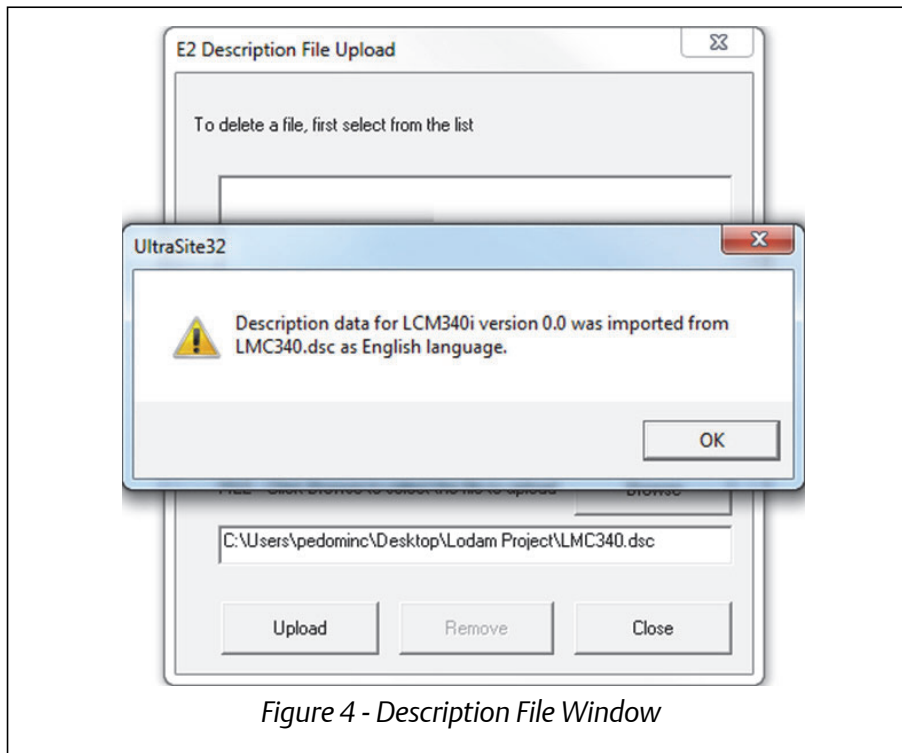 E2 Description File Upload
To delete a file, first select from the list
UltraSite32
Description data for LCM340i version 0.0 was imported from
LMC340.dsc as English language.
OK
C:\Users\pedominc\Desktop\Lodam Project\LMC340.dsc
Upload
Remove
Close
Figure 4 - Description File Window